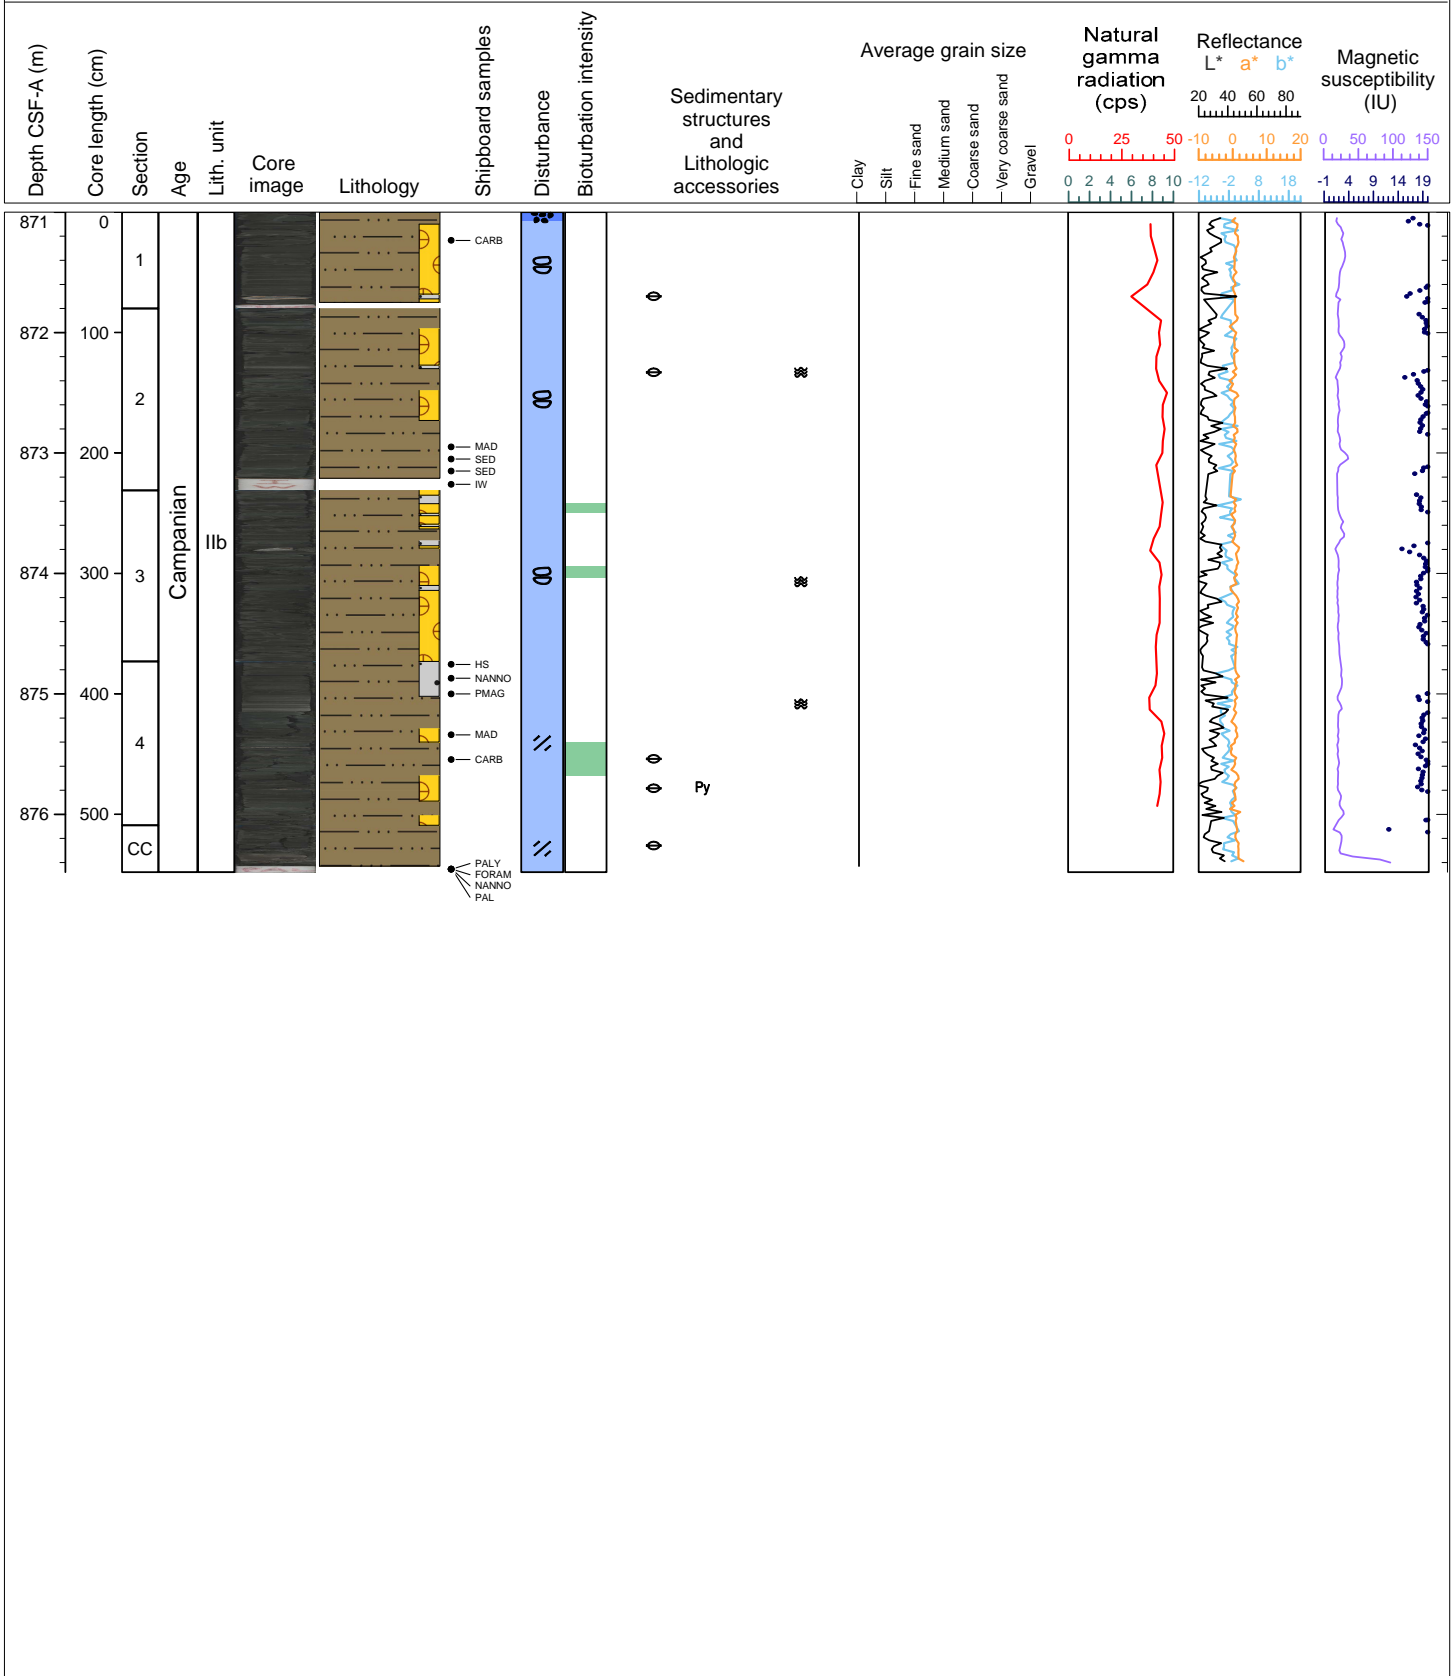 Depth CSF-A (m)
Core length (cm)
Section
Age
Lith. unit
Core
image
Lithology
Shipboard samples
Disturbance
Bioturbation intensity
Sedimentary
structures
and
Lithologic
accessories
Average grain size
Clay
Silt
Fine sand
Medium sand
Coarse sand
Very coarse sand
Gravel
Natural
gamma
radiation
(cps)
0 25 50
0 2 4 6 8 10
Reflectance
L* a* b*
20 40 60 80
-10 0 10 20
-12 -2 8 18
Magnetic
susceptibility
(IU)
0 50 100 150
-1 4 9 14 19
871
872
873
874
875
876
0
100
200
300
400
500
1
2
3
4
CC
Campanian
IIb
CARB
MAD
SED
SED
IW
HS
NANNO
PMAG
MAD
CARB
PALY
FORAM
NANNO
PAL
Py